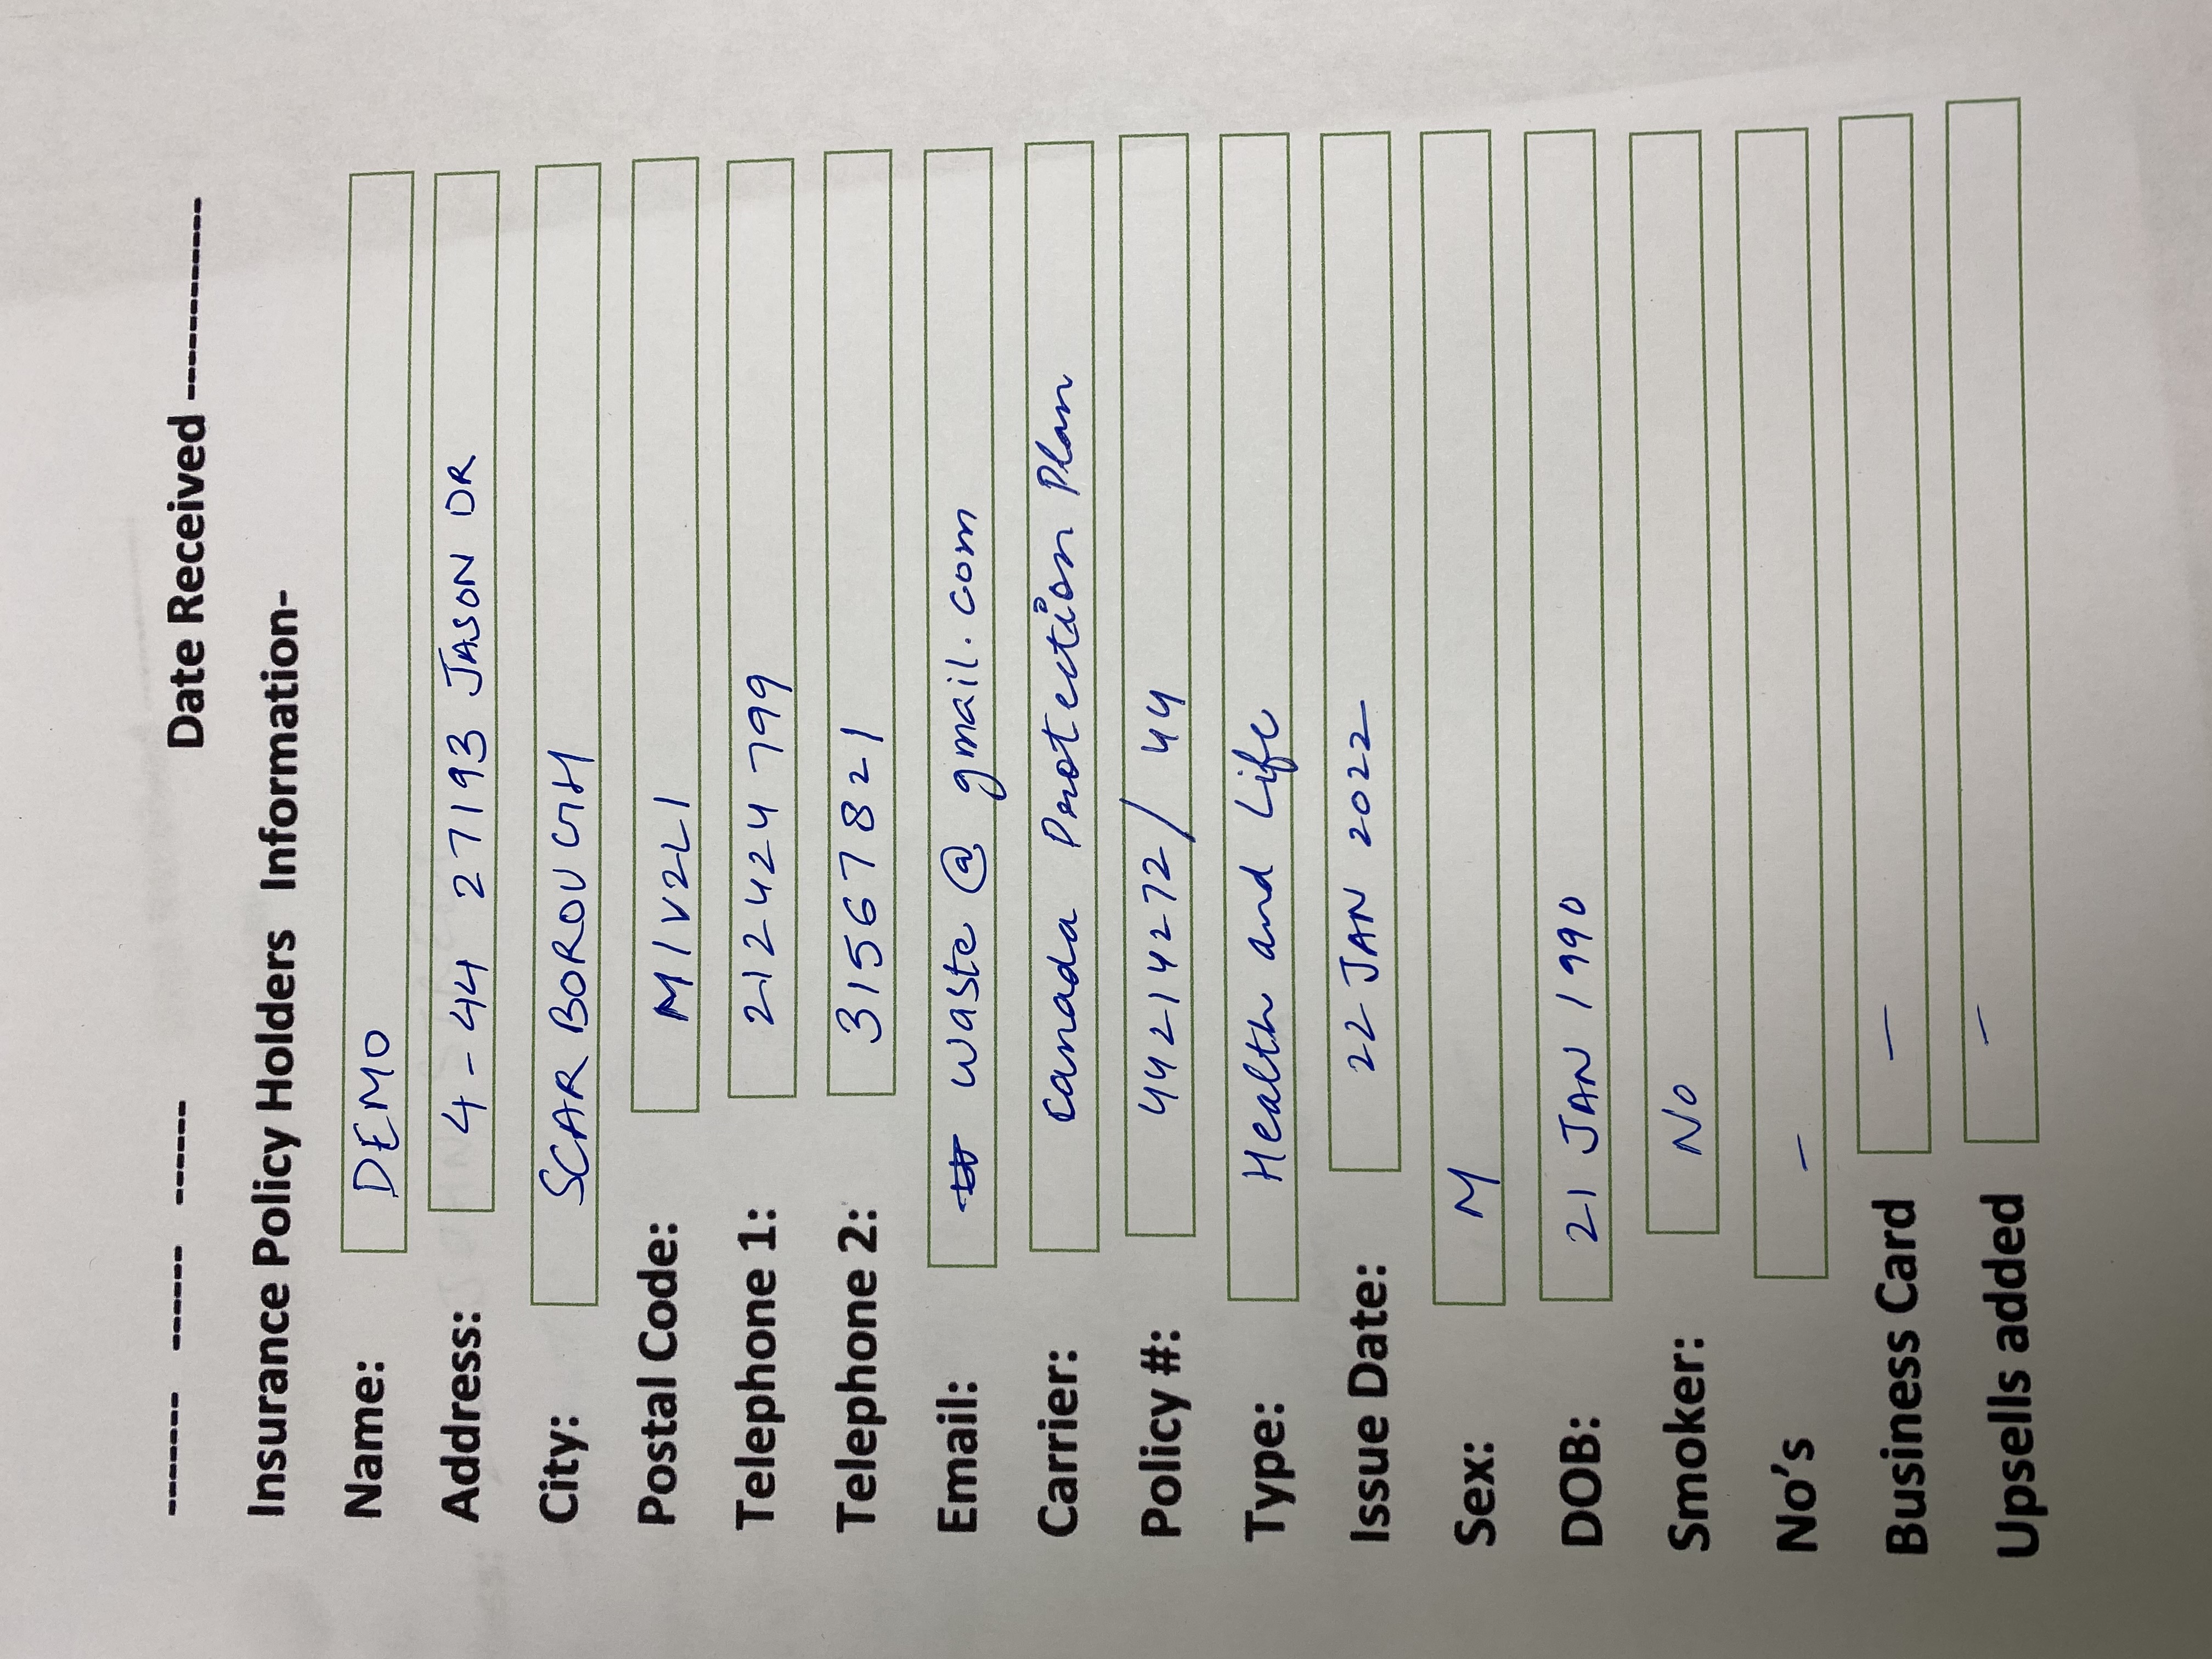 ------- ------ ------ Date Received ------------
Insurance Policy Holders Information-
Name: DEMO
Address: 4-44 27193 JASON DR
City: SCARBOROUGH
Postal Code: M1V2L1
Telephone 1: 212424799
Telephone 2: 31567821
Email: waste@gmail.com
Carrier: Canada Protection Plan
Policy #: 44214272/44
Type: Health and Life
Issue Date: 22 JAN 2022
Sex: M
DOB: 21 JAN 1990
Smoker: No
No's -
Business Card -
Upsells added -